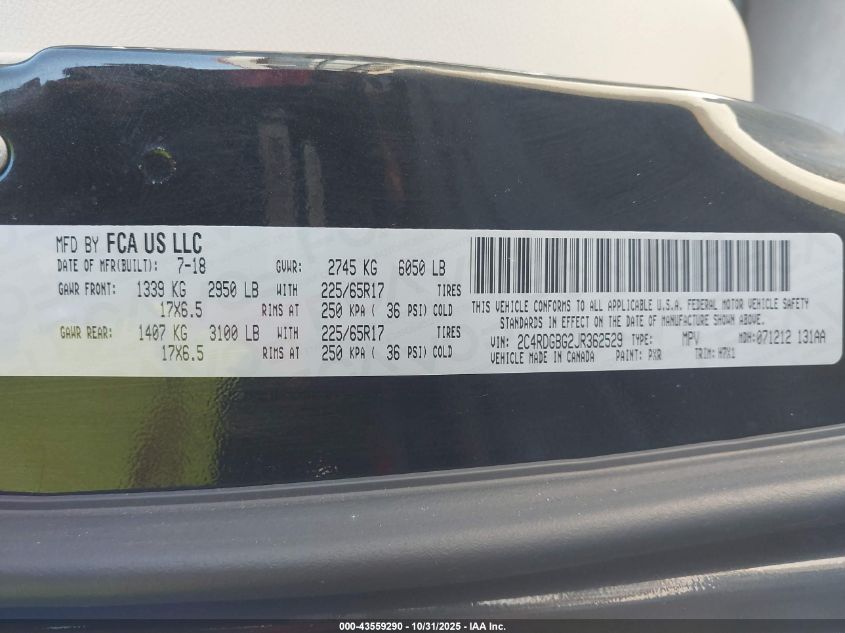 MFD BY FCA US LLC
DATE OF MFR(BUILT): 7-18 GVWR: 2745 KG 6050 LB
GAWR FRONT: 1339 KG 2950 LB WITH 225/65R17 TIRES
17X6.5 RIMS AT 250 KPA ( 36 PSI) COLD
GAWR REAR: 1407 KG 3100 LB WITH 225/65R17 TIRES
17X6.5 RIMS AT 250 KPA ( 36 PSI) COLD
THIS VEHICLE CONFORMS TO ALL APPLICABLE U.S.A. FEDERAL MOTOR VEHICLE SAFETY
STANDARDS IN EFFECT ON THE DATE OF MANUFACTURE SHOWN ABOVE.
VIN: 2C4RDGBG2JR362529 TYPE: MPV MDH:071212 131AA
VEHICLE MADE IN CANADA PAINT: PXR TRIM: H7X1
000-43559290 - 10/31/2025 - IAA Inc.